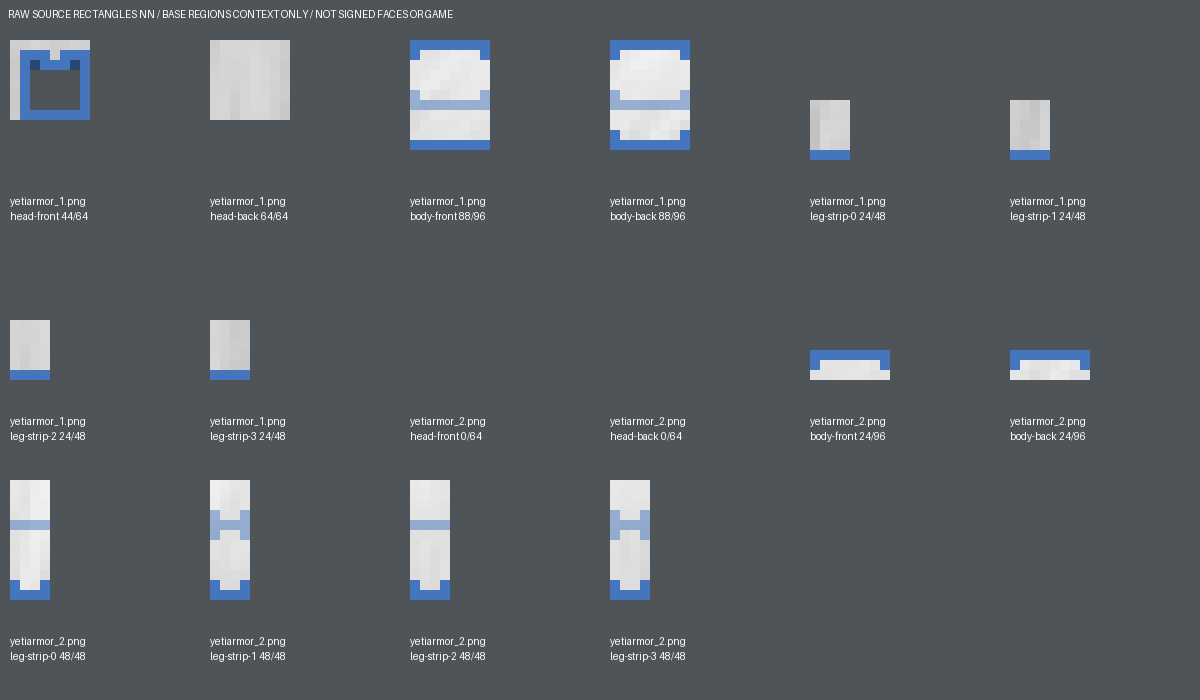 RAW SOURCE RECTANGLES NN / BASE REGIONS CONTEXT ONLY / NOT SIGNED FACES OR GAME
yetiarmor_1.png
head-front 44/64
yetiarmor_1.png
head-back 64/64
yetiarmor_1.png
body-front 88/96
yetiarmor_1.png
body-back 88/96
yetiarmor_1.png
leg-strip-0 24/48
yetiarmor_1.png
leg-strip-1 24/48
yetiarmor_1.png
leg-strip-2 24/48
yetiarmor_1.png
leg-strip-3 24/48
yetiarmor_2.png
head-front 0/64
yetiarmor_2.png
head-back 0/64
yetiarmor_2.png
body-front 24/96
yetiarmor_2.png
body-back 24/96
yetiarmor_2.png
leg-strip-0 48/48
yetiarmor_2.png
leg-strip-1 48/48
yetiarmor_2.png
leg-strip-2 48/48
yetiarmor_2.png
leg-strip-3 48/48